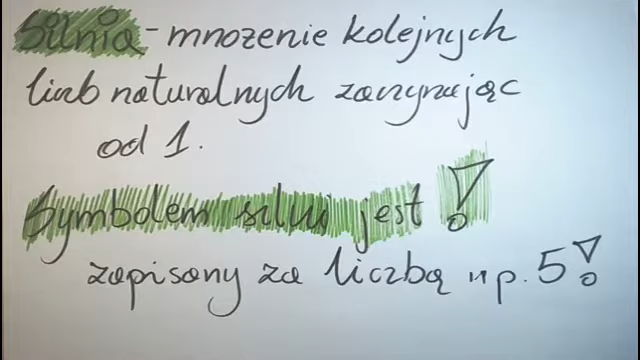 Silnia - mnożenie kolejnych
liczb naturalnych zaczynając
od 1.
Symbolem silni jest !
zapisany za liczbą np. 5!